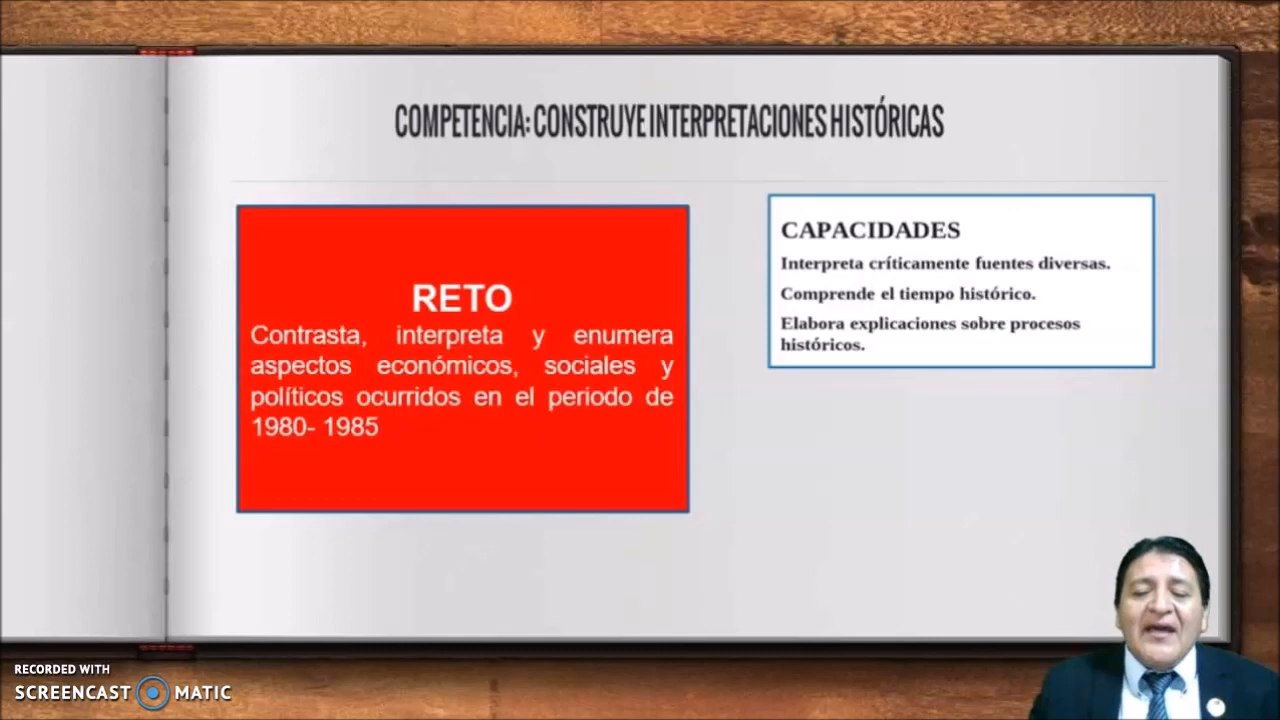 COMPETENCIA: CONSTRUYE INTERPRETACIONES HISTÓRICAS
RETO
Contrasta, interpreta y enumera
aspectos económicos, sociales y
políticos ocurridos en el periodo de
1980- 1985
CAPACIDADES
Interpreta críticamente fuentes diversas.
Comprende el tiempo histórico.
Elabora explicaciones sobre procesos
históricos.
RECORDED WITH
SCREENCAST MATIC